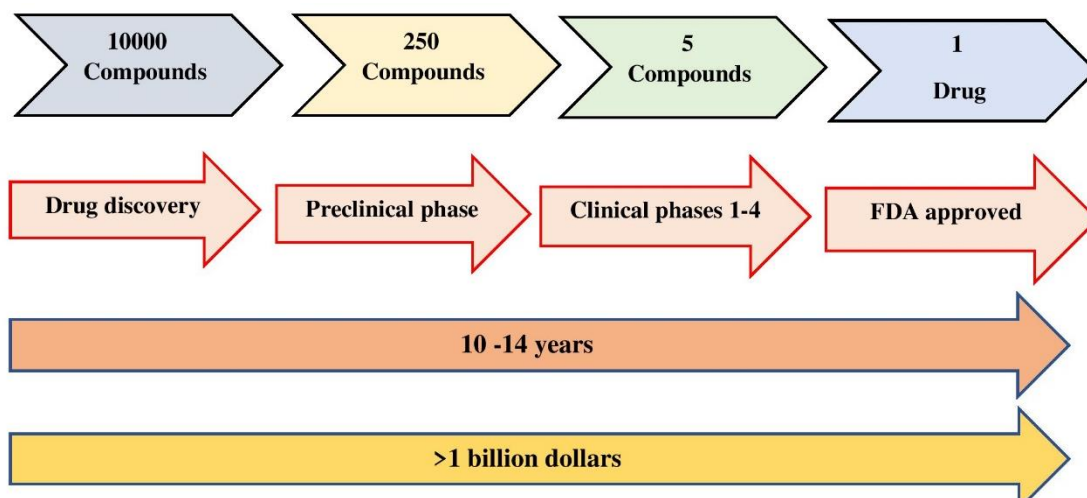 10000
Compounds
250
Compounds
5
Compounds
1
Drug
Drug discovery
Preclinical phase
Clinical phases 1-4
FDA approved
10 -14 years
>1 billion dollars